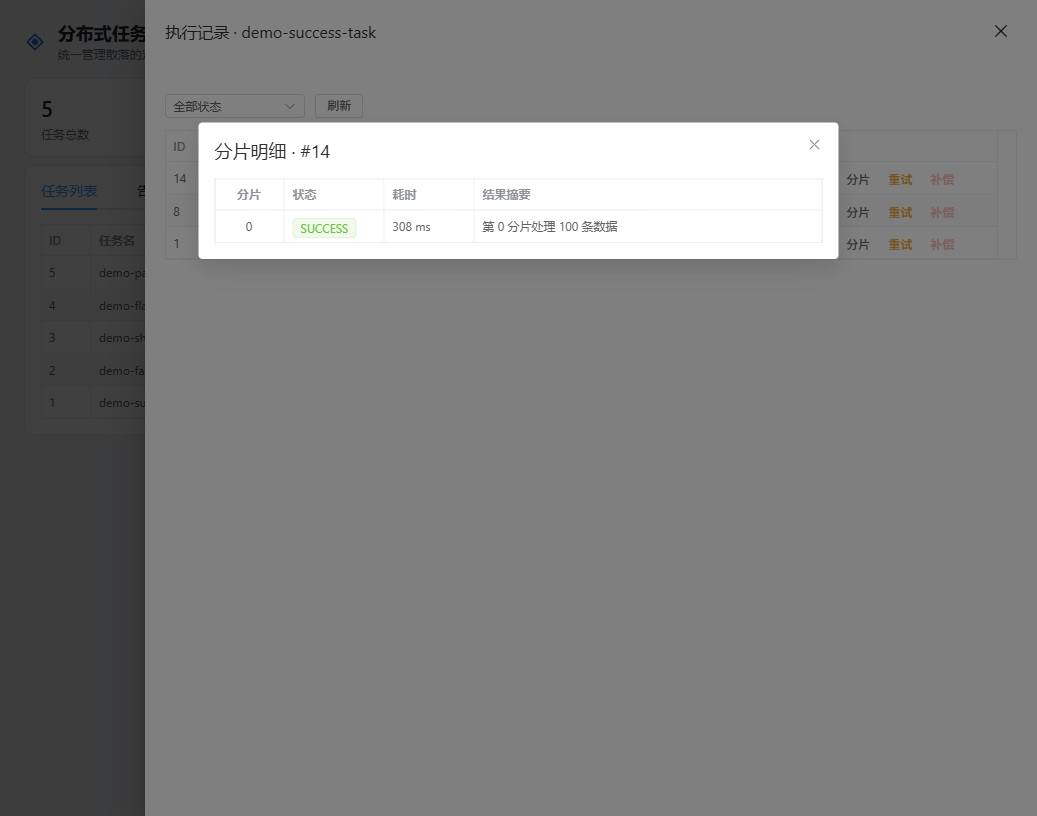 分布式任务
统一管理散落的
5
任务总数
任务列表
ID 任务名
5 demo-pa
4 demo-fla
3 demo-sh
2 demo-fa
1 demo-su
执行记录 · demo-success-task
全部状态 刷新
ID
14 分片 重试 补偿
8 分片 重试 补偿
1 分片 重试 补偿
分片明细 · #14
分片 状态 耗时 结果摘要
0 SUCCESS 308 ms 第 0 分片处理 100 条数据